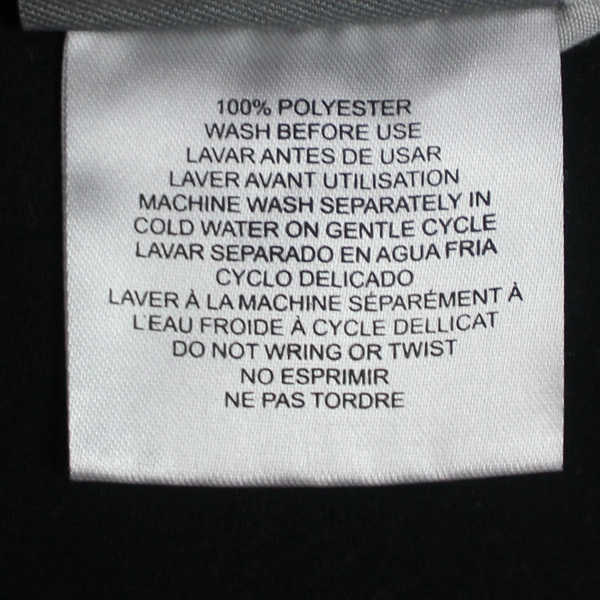 100% POLYESTER
WASH BEFORE USE
LAVAR ANTES DE USAR
LAVER AVANT UTILISATION
MACHINE WASH SEPARATELY IN
COLD WATER ON GENTLE CYCLE
LAVAR SEPARADO EN AGUA FRIA
CYCLO DELICADO
LAVER À LA MACHINE SÉPARÉMENT À
L'EAU FROIDE À CYCLE DELLICAT
DO NOT WRING OR TWIST
NO ESPRIMIR
NE PAS TORDRE